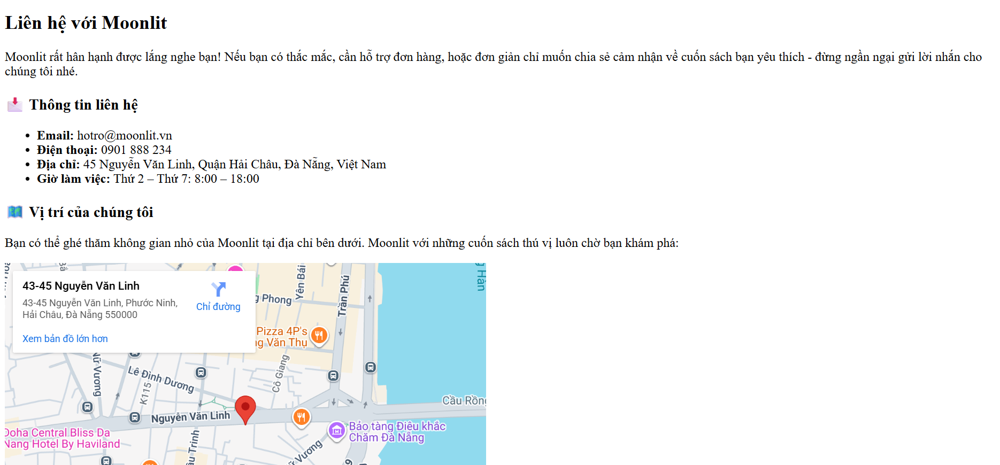 Liên hệ với Moonlit
Moonlit rất hân hạnh được lắng nghe bạn! Nếu bạn có thắc mắc, cần hỗ trợ đơn hàng, hoặc đơn giản chỉ muốn chia sẻ cảm nhận về cuốn sách bạn yêu thích - đừng ngần ngại gửi lời nhắn cho
chúng tôi nhé.
Thông tin liên hệ
• Email: hotro@moonlit.vn
• Điện thoại: 0901 888 234
• Địa chỉ: 45 Nguyễn Văn Linh, Quận Hải Châu, Đà Nẵng, Việt Nam
• Giờ làm việc: Thứ 2 – Thứ 7: 8:00 – 18:00
Vị trí của chúng tôi
Bạn có thể ghé thăm không gian nhỏ của Moonlit tại địa chỉ bên dưới. Moonlit với những cuốn sách thú vị luôn chờ bạn khám phá:
43-45 Nguyễn Văn Linh
43-45 Nguyễn Văn Linh, Phước Ninh,
Hải Châu, Đà Nẵng 550000
Chỉ đường
Xem bản đồ lớn hơn
g Phong
Yên Bái
Trần Phú
g Hàn
Pizza 4P's
ng Văn Thụ
Nữ Vương
Lê Đình Dương
K115
Cô Giang
Cầu Rồng
Nguyễn Văn Linh
Bảo tàng Điêu khắc
Chăm Đà Nẵng
Doha Central Bliss Da
Nang Hotel By Haviland
âu Trinh
ữ Vương